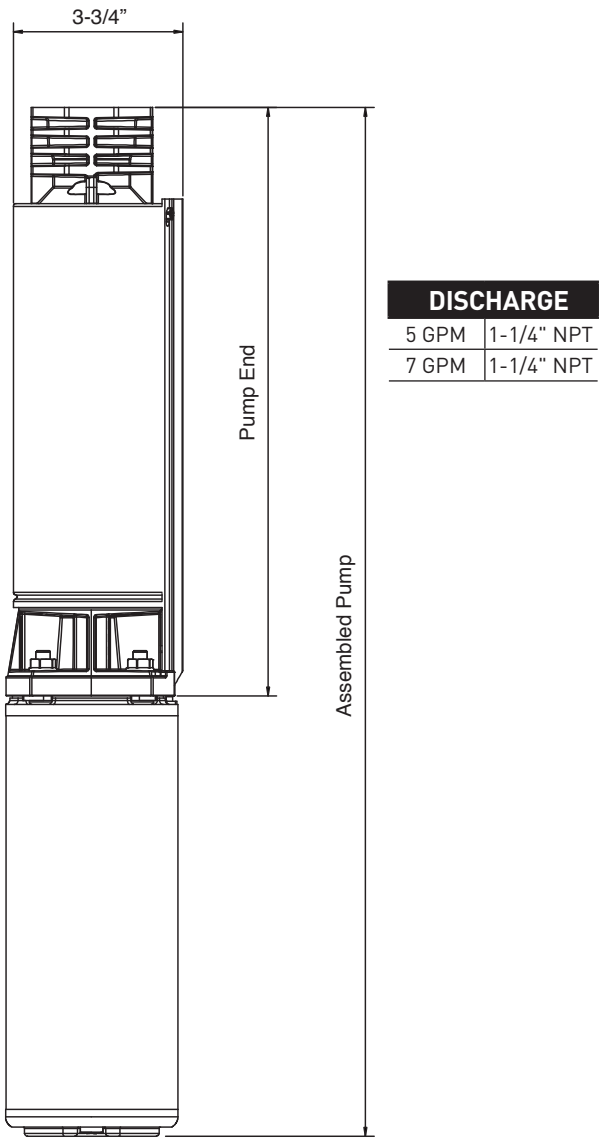 3-3/4”
Pump End
Assembled Pump
DISCHARGE
5 GPM 1-1/4" NPT
7 GPM 1-1/4" NPT